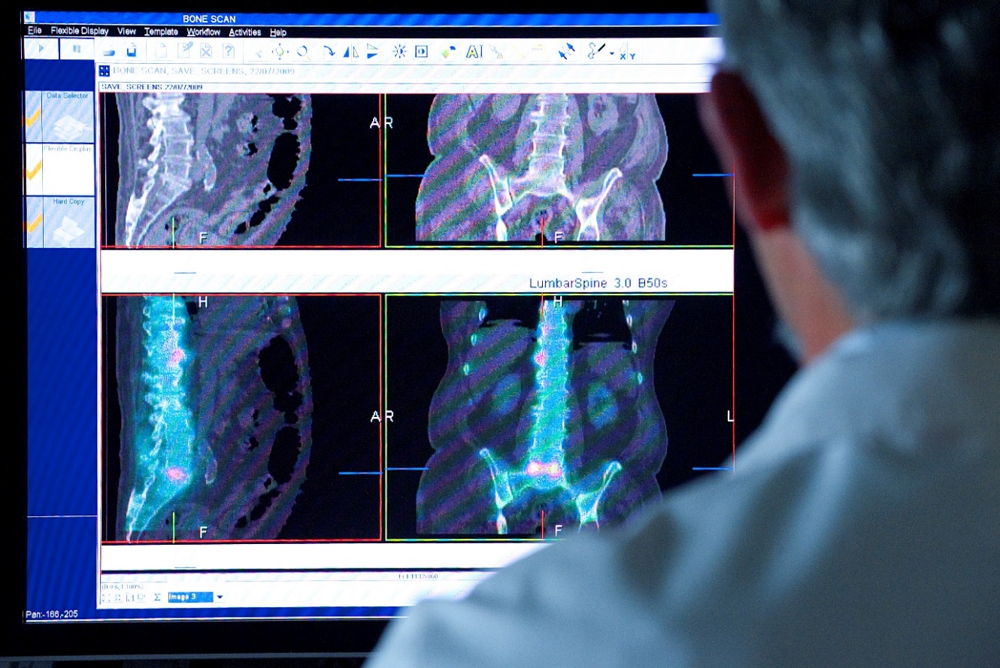 BONE SCAN
File Flexible Display View Template Workflow Activities Help
BONE SCAN, SAVE_SCREENS, 22/07/2009
SAVE_SCREENS 22/07/2009
Data Selector
Flexible Display
Hard Copy
A R
F F
LumbarSpine 3.0 B50s
H H
A R L
F F
Image 3
Pan:-166,-205